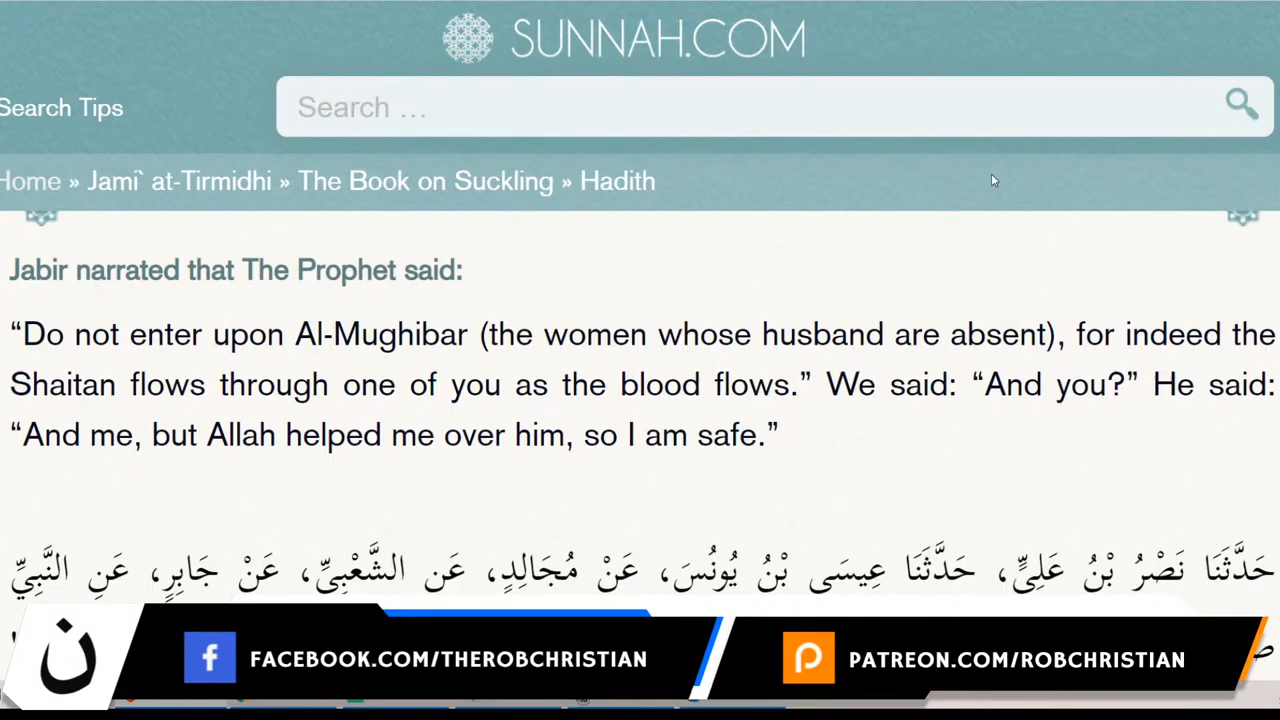 SUNNAH.COM
Search Tips
Search …
Home » Jami` at-Tirmidhi » The Book on Suckling » Hadith
Jabir narrated that The Prophet said:
“Do not enter upon Al-Mughibar (the women whose husband are absent), for indeed the
Shaitan flows through one of you as the blood flows.” We said: “And you?” He said:
“And me, but Allah helped me over him, so I am safe.”
حَدَّثَنَا نَصْرُ بْنُ عَلِيٍّ، حَدَّثَنَا عِيسَى بْنُ يُونُسَ، عَنْ مُجَالِدٍ، عَنِ الشَّعْبِيِّ، عَنْ جَابِرٍ، عَنِ النَّبِيِّ
ن
FACEBOOK.COM/THEROBCHRISTIAN
PATREON.COM/ROBCHRISTIAN